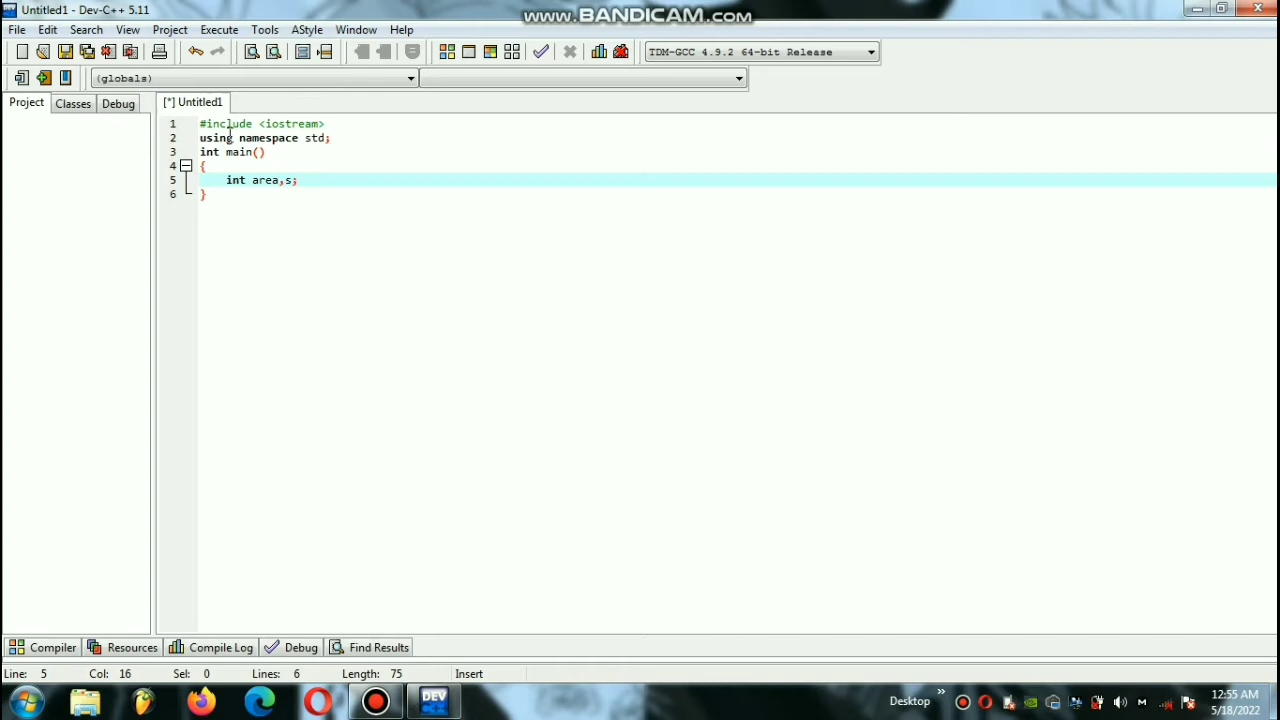 Untitled1 - Dev-C++ 5.11
www.BANDICAM.com
File Edit Search View Project Execute Tools AStyle Window Help
TDM-GCC 4.9.2 64-bit Release
(globals)
Project Classes Debug
[*] Untitled1
1 #include <iostream>
2 using namespace std;
3 int main()
4 {
5 int area,s;
6 }
Compiler Resources Compile Log Debug Find Results
Line: 5 Col: 16 Sel: 0 Lines: 6 Length: 75 Insert
DEV
Desktop
12:55 AM
5/18/2022